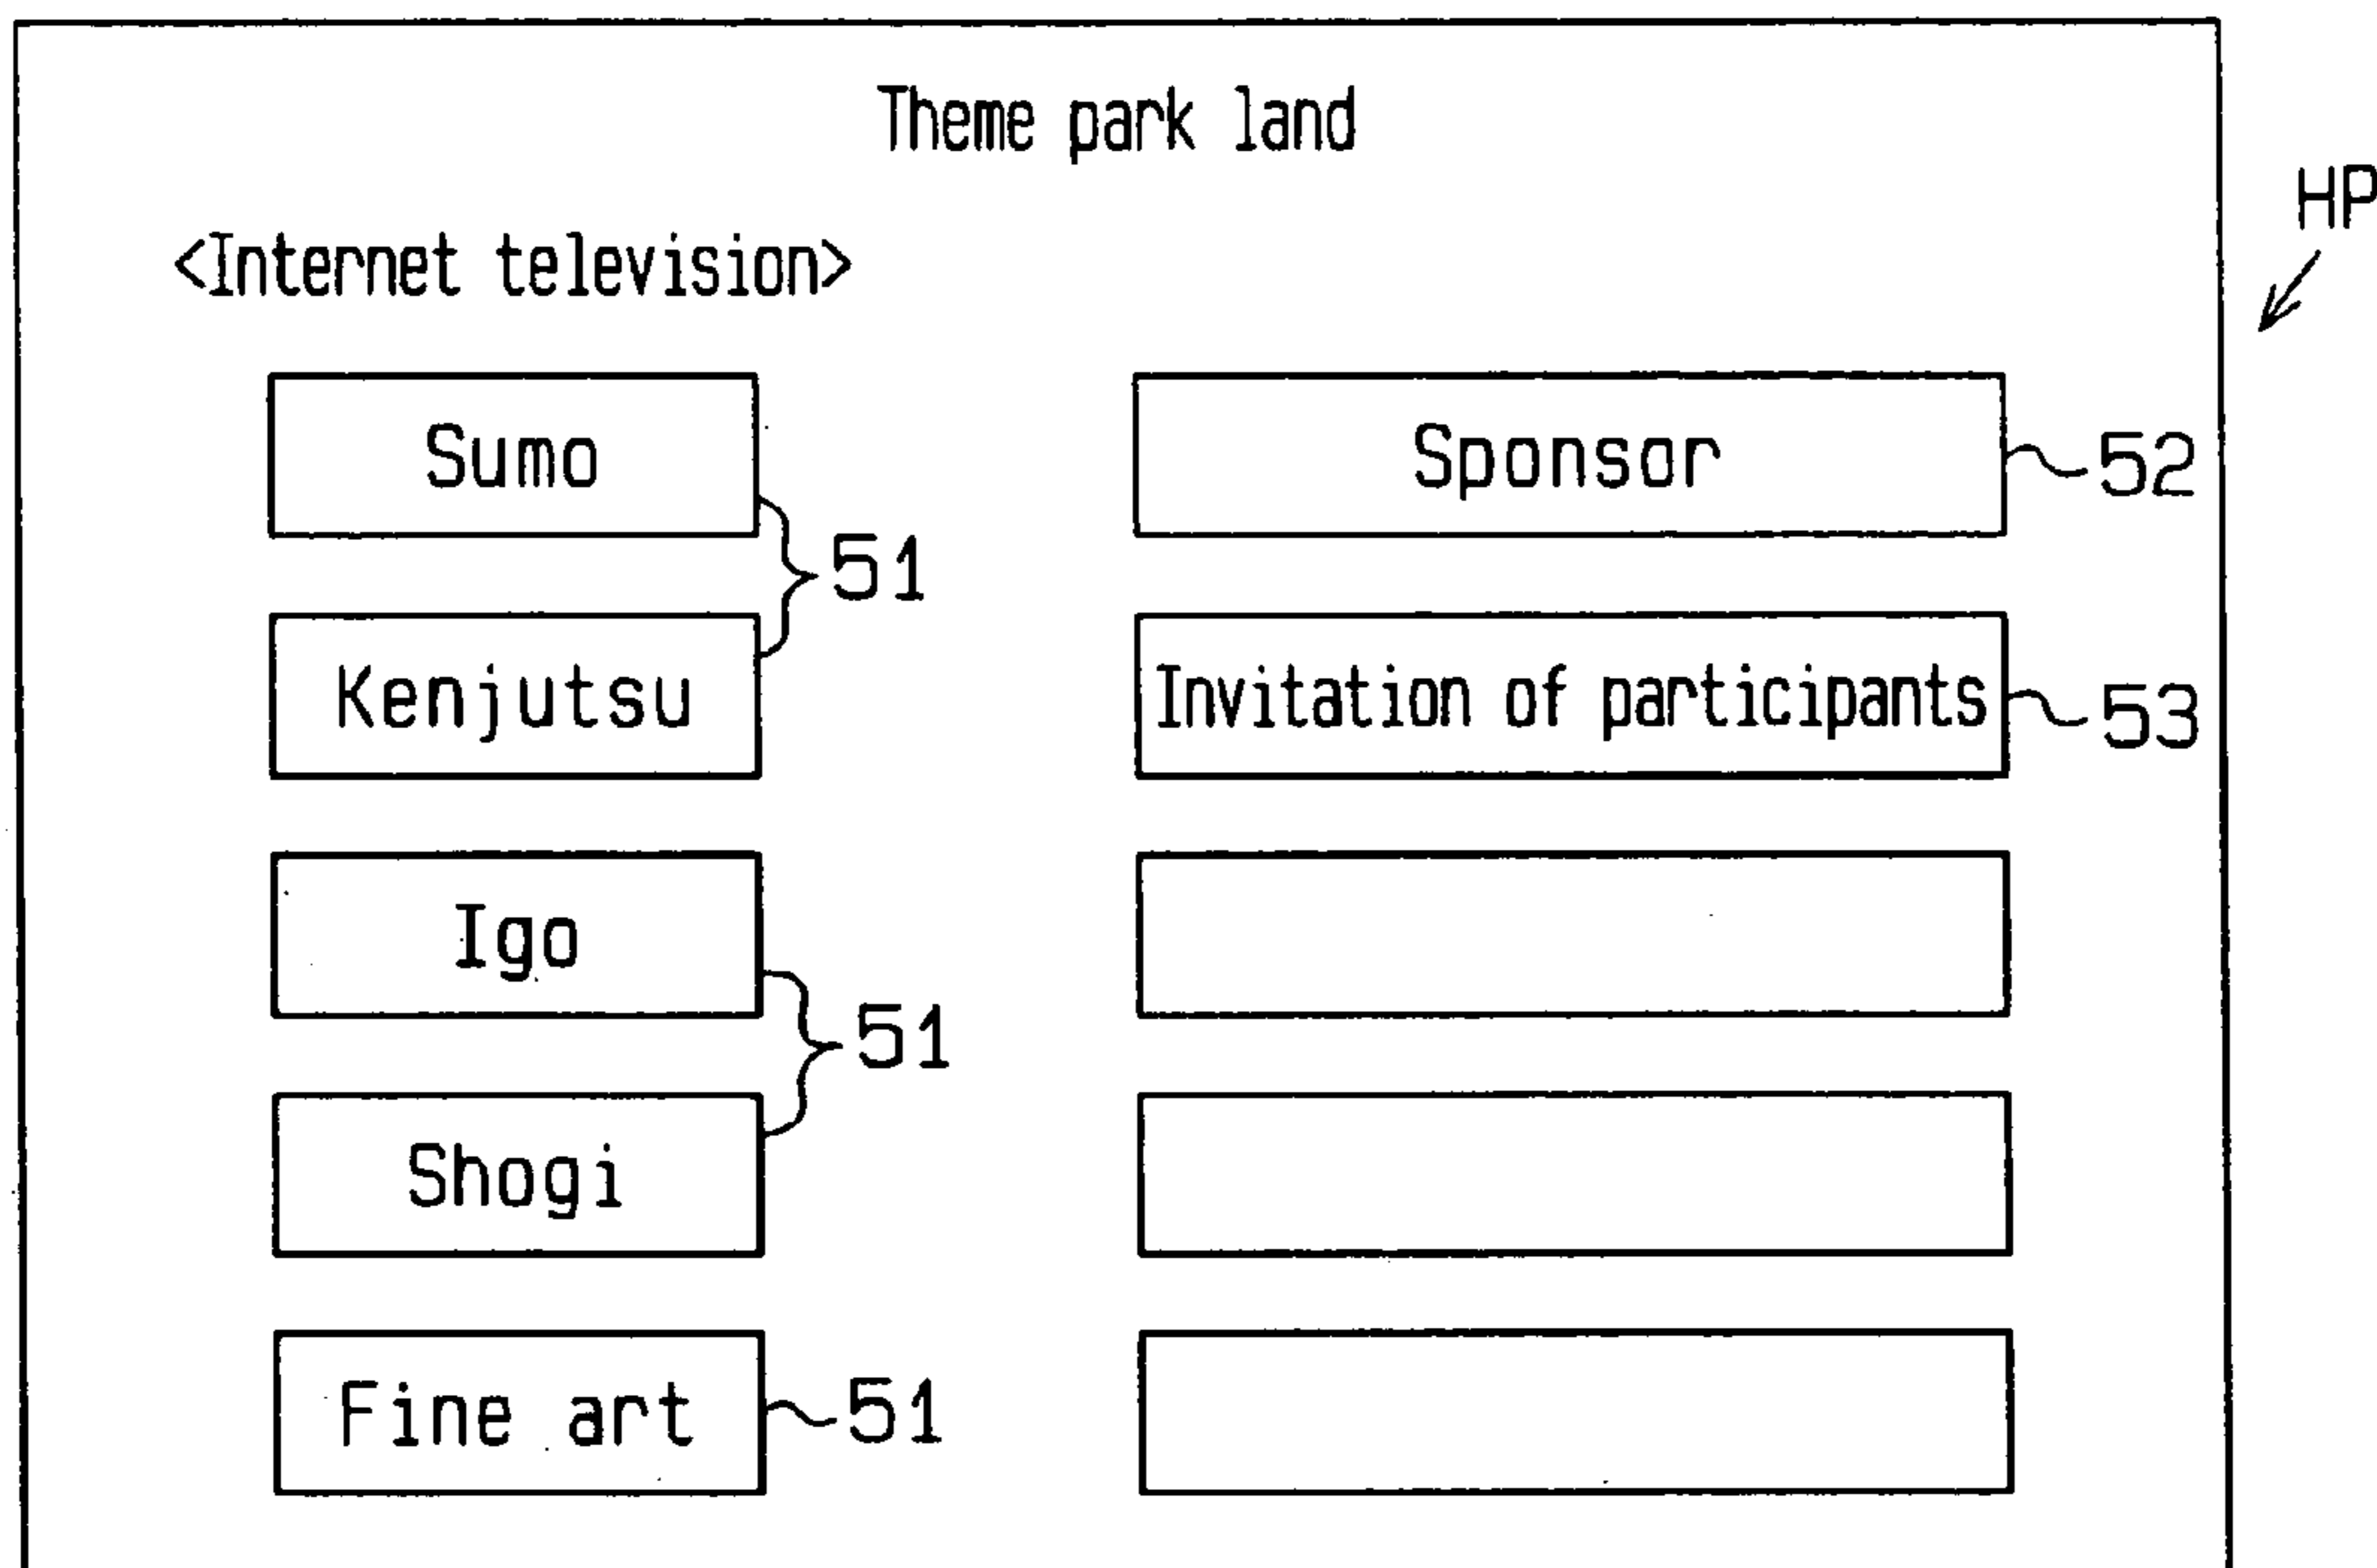 Theme park land
HP
<Internet television>
Sumo
Sponsor
52
51
Kenjutsu
Invitation of participants
53
Igo
51
Shogi
Fine art
51